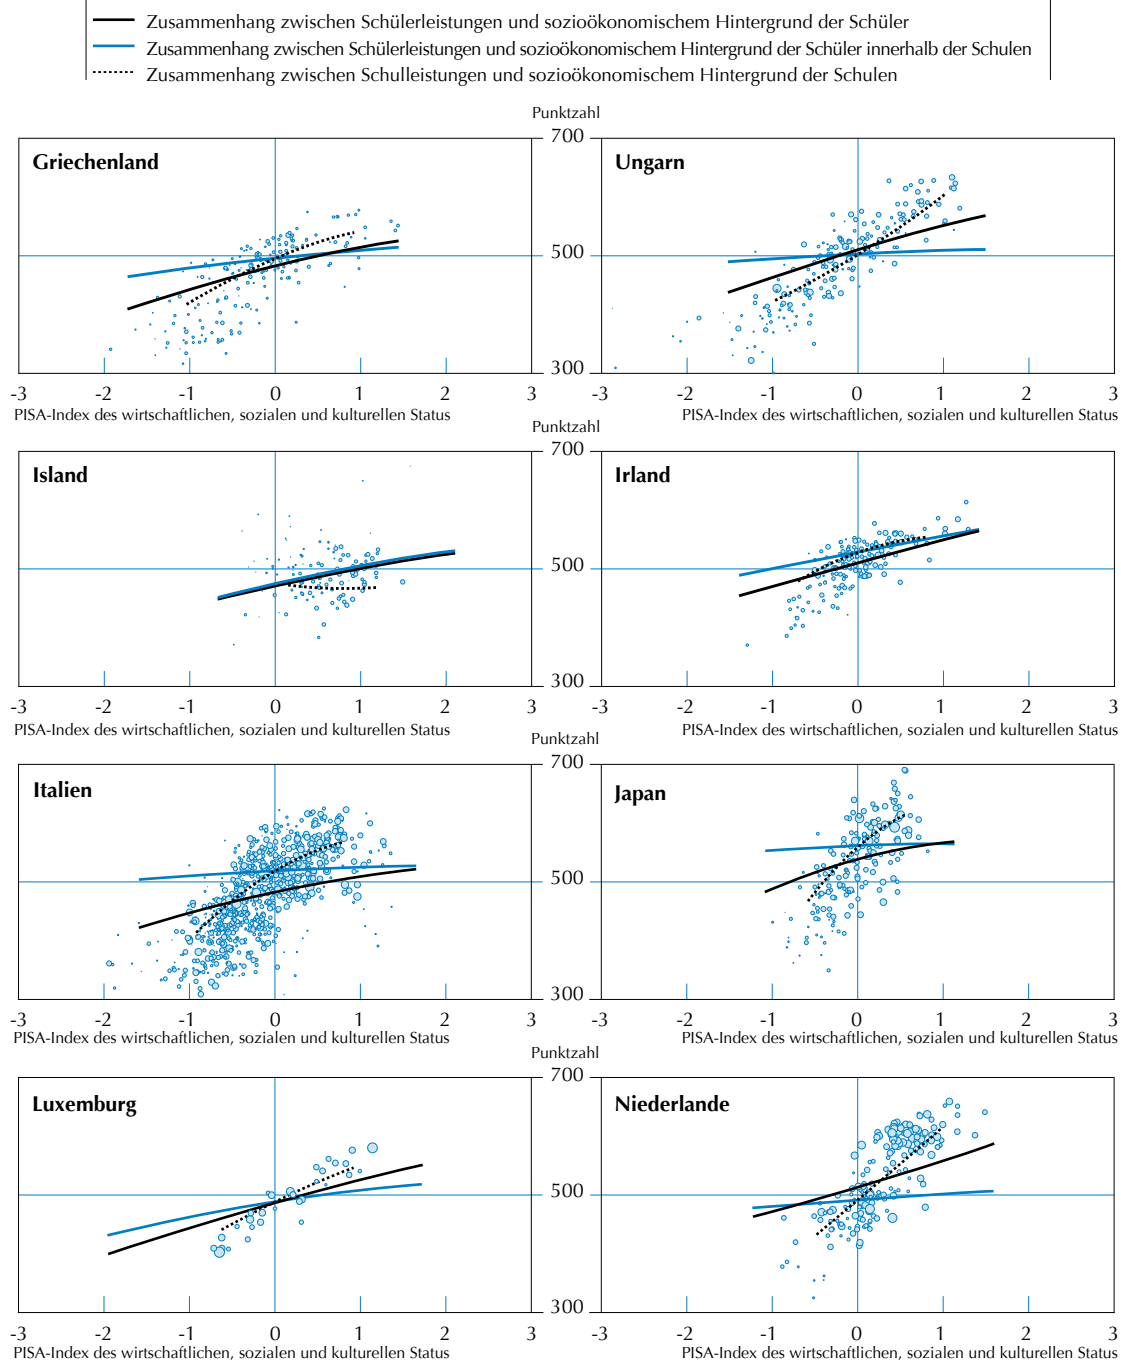 Zusammenhang zwischen Schülerleistungen und sozioökonomischem Hintergrund der Schüler
Zusammenhang zwischen Schülerleistungen und sozioökonomischem Hintergrund der Schüler innerhalb der Schulen
Zusammenhang zwischen Schulleistungen und sozioökonomischem Hintergrund der Schulen
Punktzahl
700
Griechenland
Ungarn
500
300
-3 -2 -1 0 1 2 3
-3 -2 -1 0 1 2 3
PISA-Index des wirtschaftlichen, sozialen und kulturellen Status
PISA-Index des wirtschaftlichen, sozialen und kulturellen Status
Punktzahl
700
Island
Irland
500
300
-3 -2 -1 0 1 2 3
-3 -2 -1 0 1 2 3
PISA-Index des wirtschaftlichen, sozialen und kulturellen Status
PISA-Index des wirtschaftlichen, sozialen und kulturellen Status
Punktzahl
700
Italien
Japan
500
300
-3 -2 -1 0 1 2 3
-3 -2 -1 0 1 2 3
PISA-Index des wirtschaftlichen, sozialen und kulturellen Status
PISA-Index des wirtschaftlichen, sozialen und kulturellen Status
Punktzahl
700
Luxemburg
Niederlande
500
300
-3 -2 -1 0 1 2 3
-3 -2 -1 0 1 2 3
PISA-Index des wirtschaftlichen, sozialen und kulturellen Status
PISA-Index des wirtschaftlichen, sozialen und kulturellen Status